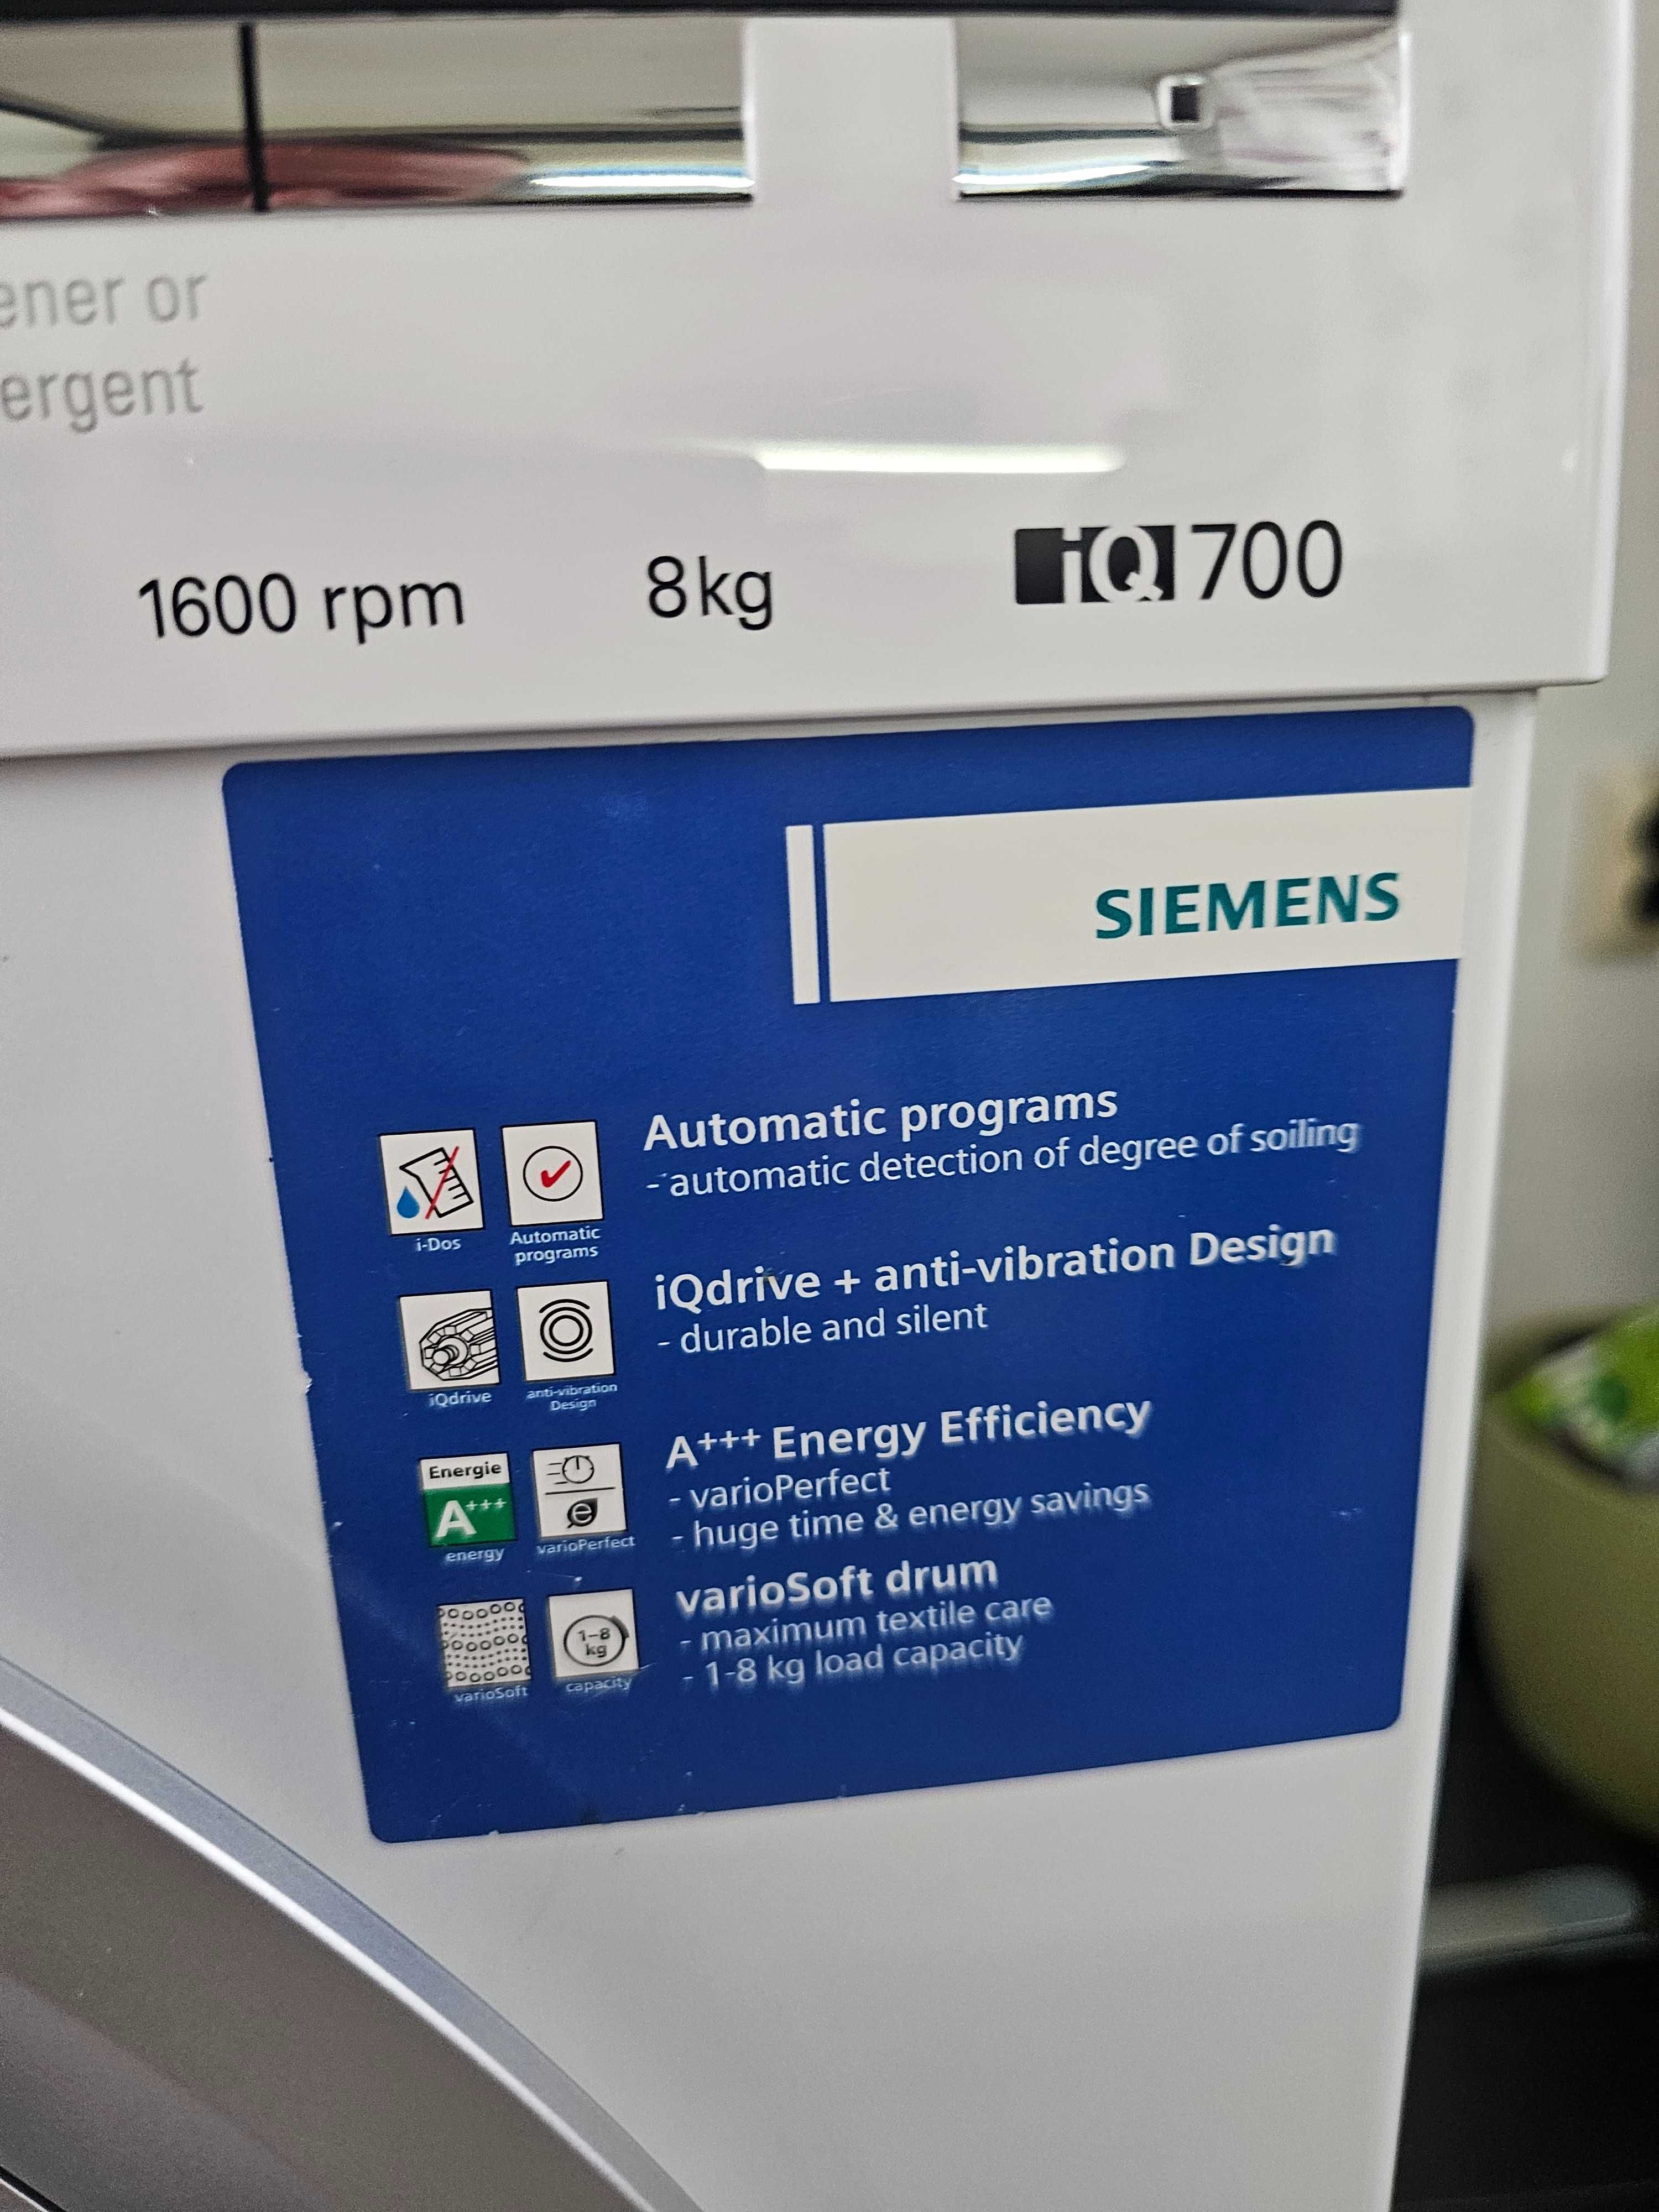 ener or
ergent
1600 rpm 8kg iQ 700
SIEMENS
Automatic programs
- automatic detection of degree of soiling
i-Dos
Automatic
programs
iQdrive + anti-vibration Design
- durable and silent
iQdrive
anti-vibration
Design
A+++ Energy Efficiency
- varioPerfect
- huge time & energy savings
Energie
A+++
energy
e
varioPerfect
varioSoft drum
- maximum textile care
- 1-8 kg load capacity
varioSoft
1-8
kg
capacity